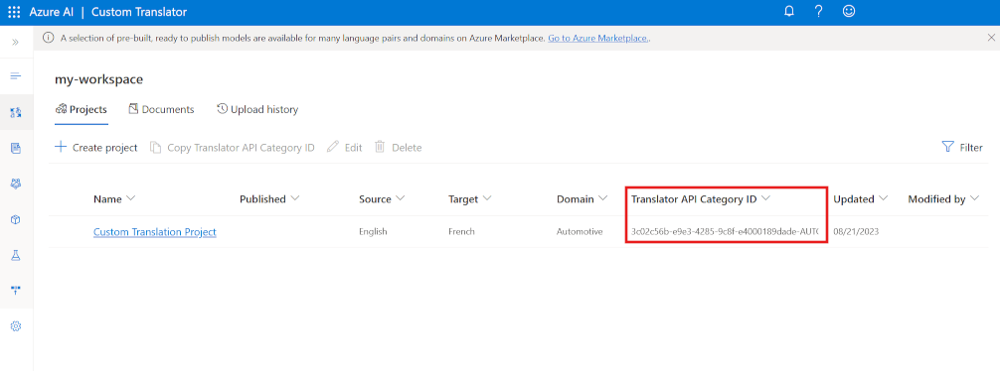 Azure AI | Custom Translator
A selection of pre-built, ready to publish models are available for many language pairs and domains on Azure Marketplace. Go to Azure Marketplace..
my-workspace
Projects Documents Upload history
Create project Copy Translator API Category ID Edit Delete Filter
Name Published Source Target Domain Translator API Category ID Updated Modified by
Custom Translation Project English French Automotive 3c02c56b-e9e3-4285-9c8f-e4000189dade-AUTO 08/21/2023